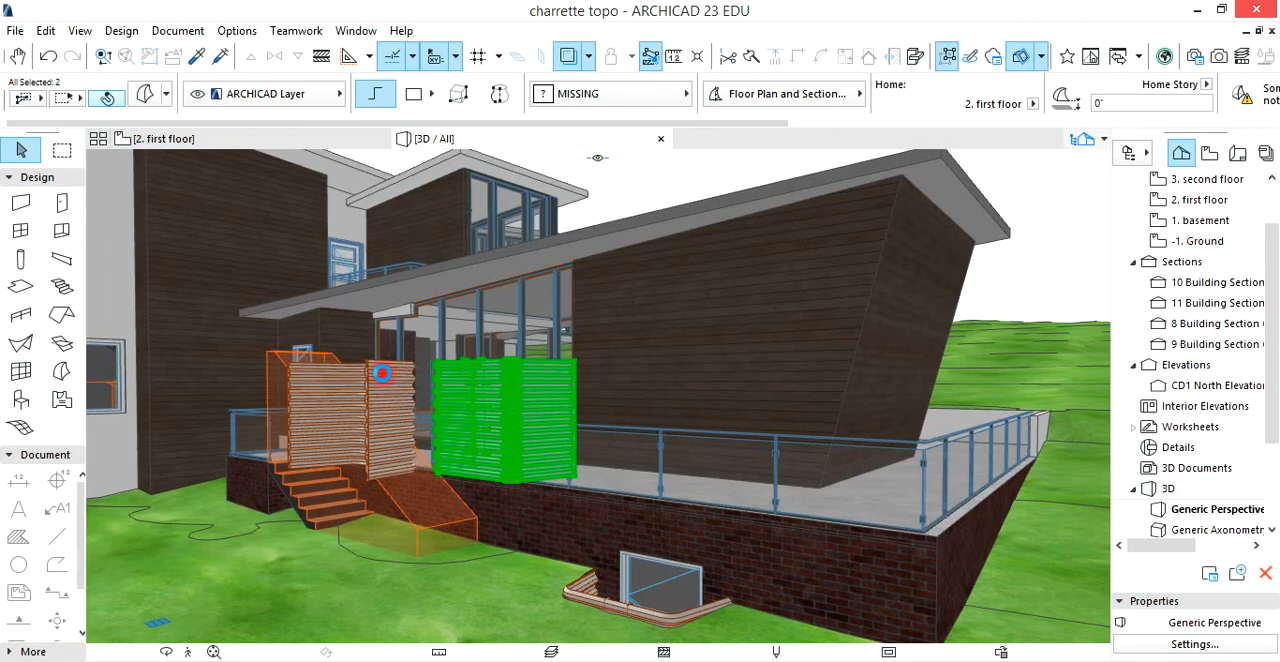 charrette topo - ARCHICAD 23 EDU
File Edit View Design Document Options Teamwork Window Help
All Selected: 2
ARCHICAD Layer
? MISSING
Floor Plan and Section...
Home:
2. first floor
Home Story
0°
Som
not
[2. first floor]
[3D / All]
Design
Document
A
A1
More
3. second floor
2. first floor
1. basement
-1. Ground
Sections
10 Building Section
11 Building Section
8 Building Section
9 Building Section
Elevations
CD1 North Elevatio
Interior Elevations
Worksheets
Details
3D Documents
3D
Generic Perspective
Generic Axonometr
Properties
Generic Perspective
Settings...